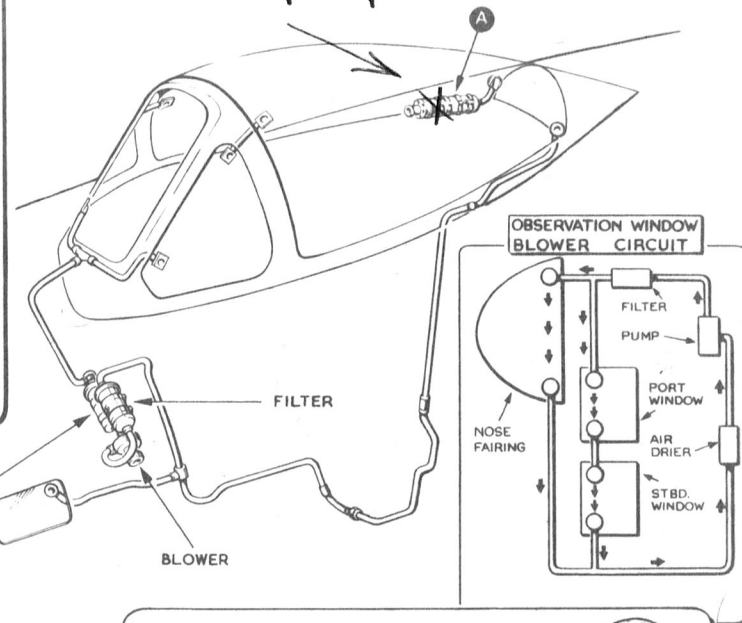 A
OBSERVATION WINDOW
BLOWER CIRCUIT
FILTER
PUMP
PORT
WINDOW
NOSE
FAIRING
AIR
DRIER
STBD.
WINDOW
FILTER
BLOWER